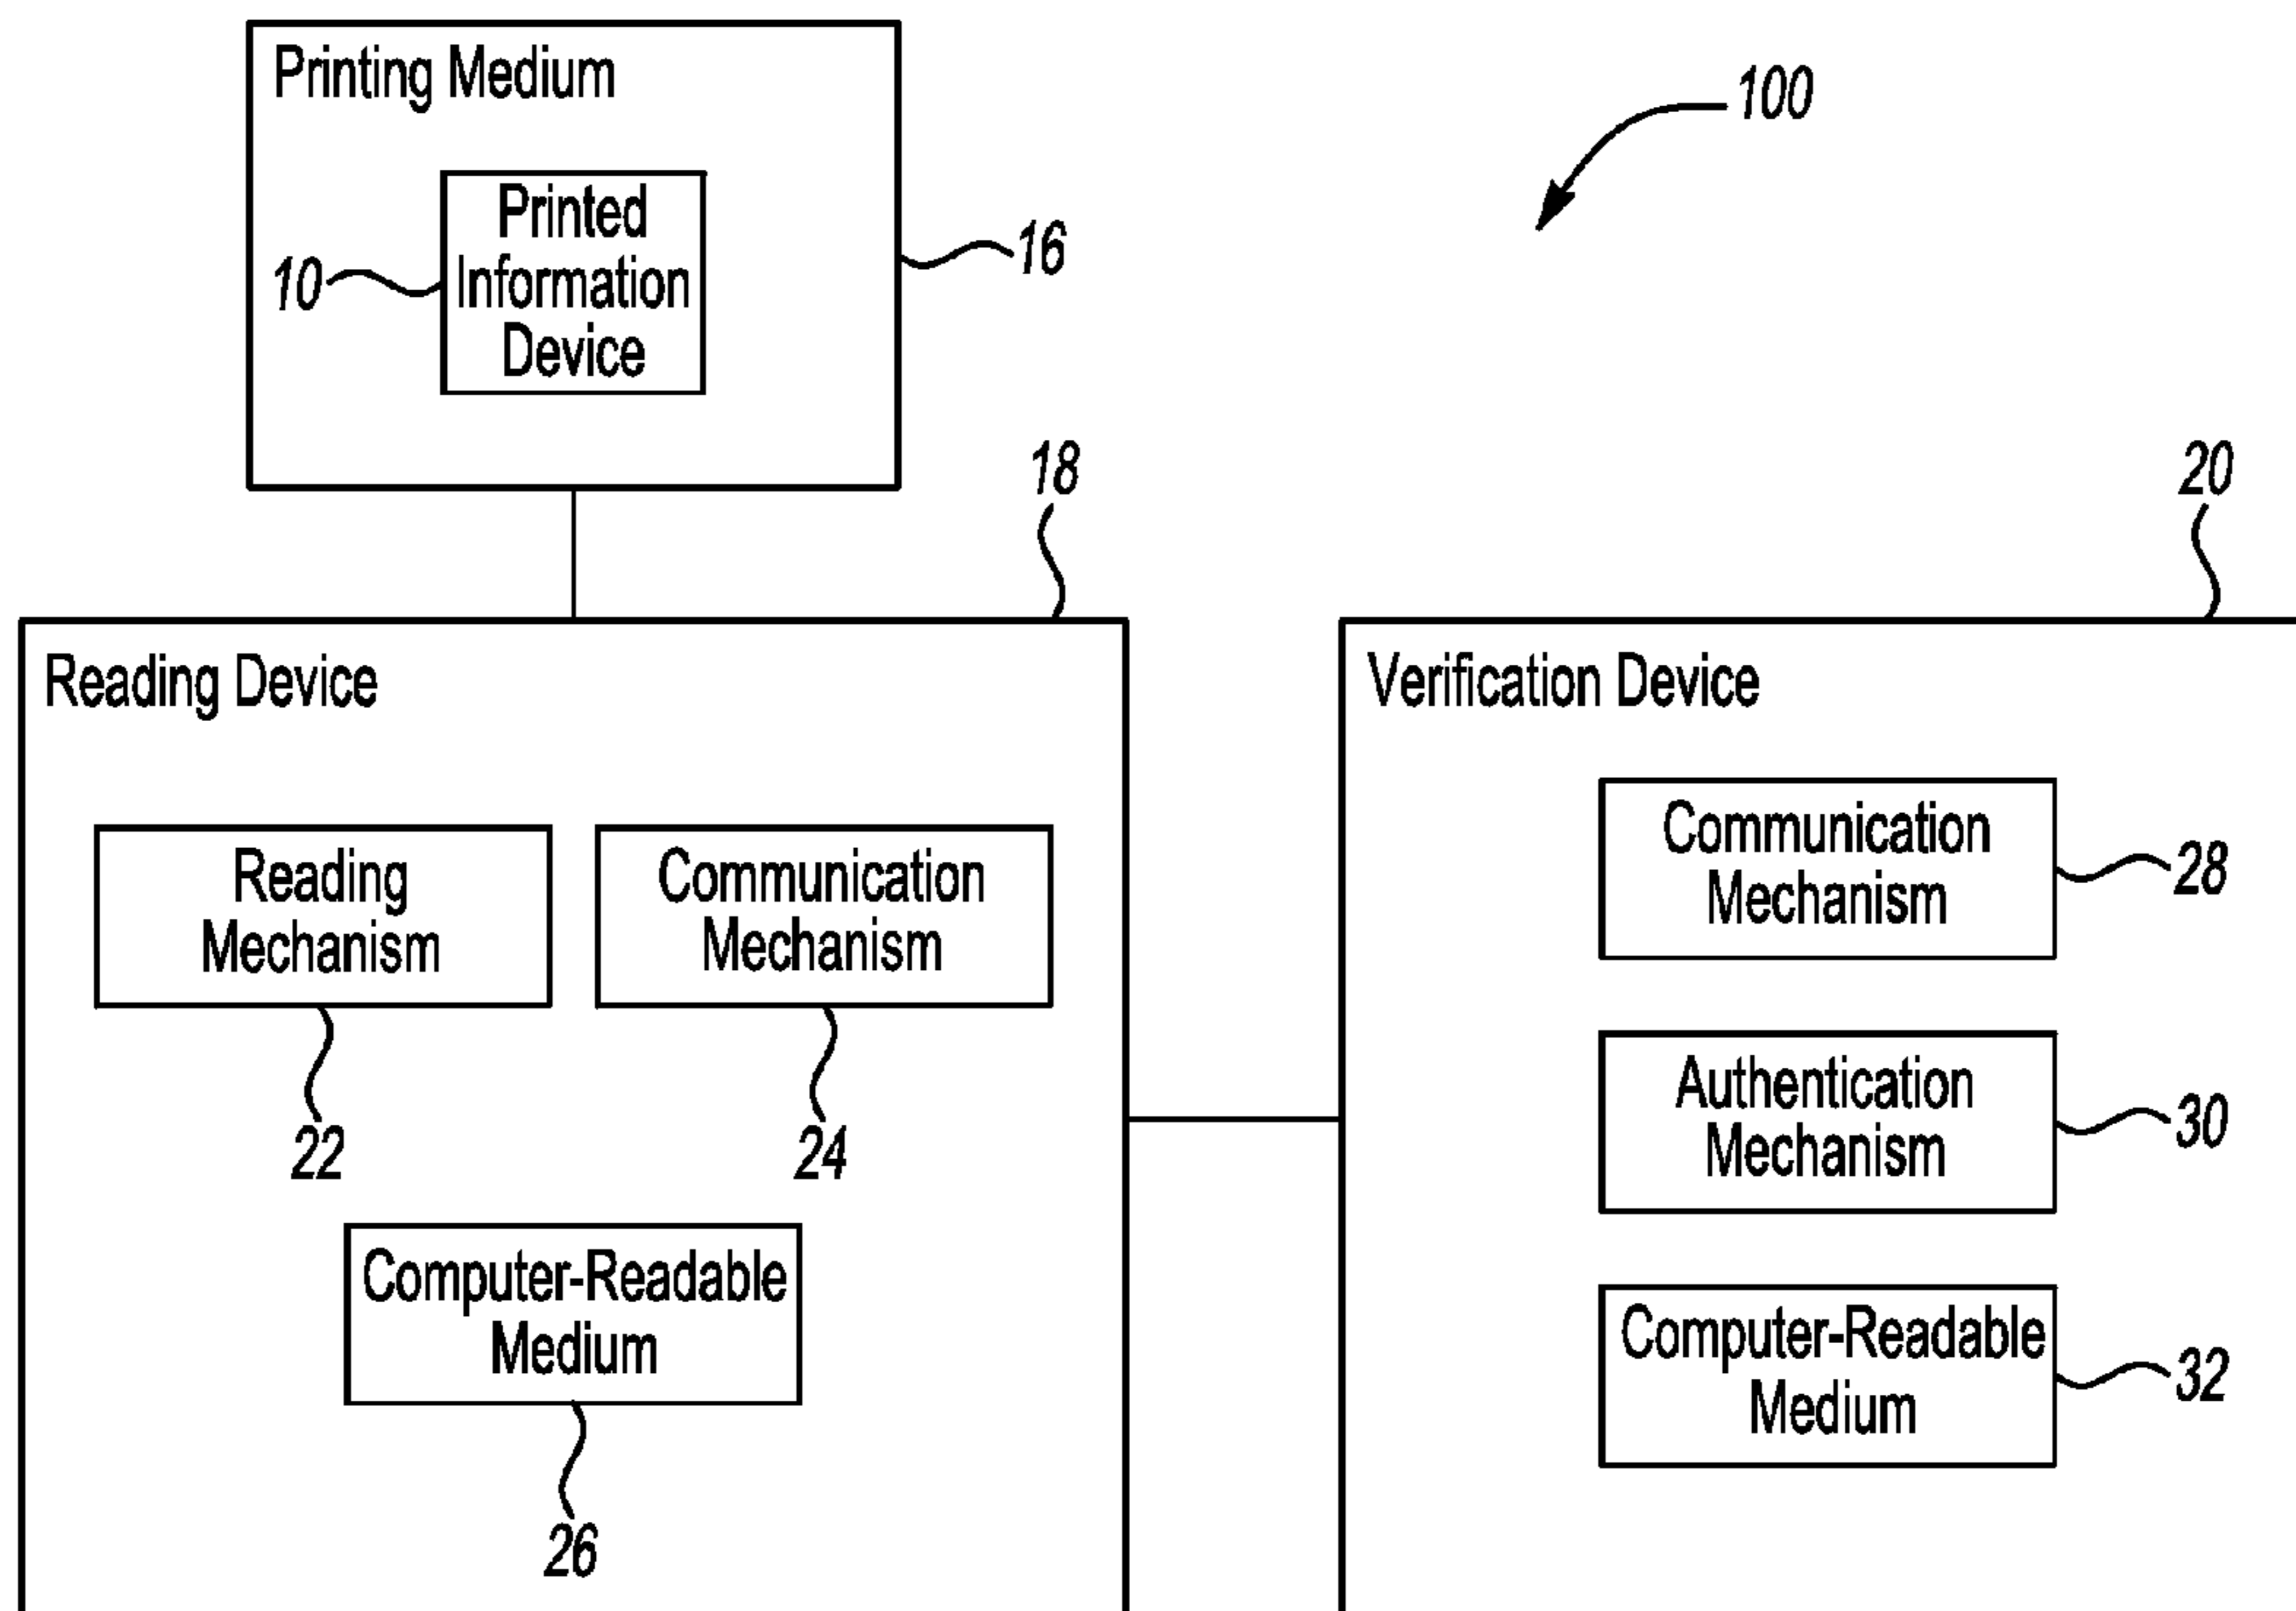 Printing Medium
100
Printed
Information
Device
10
16
18
20
Reading Device
Verification Device
Reading
Mechanism
22
Communication
Mechanism
24
Computer-Readable
Medium
26
Communication
Mechanism
28
Authentication
Mechanism
30
Computer-Readable
Medium
32